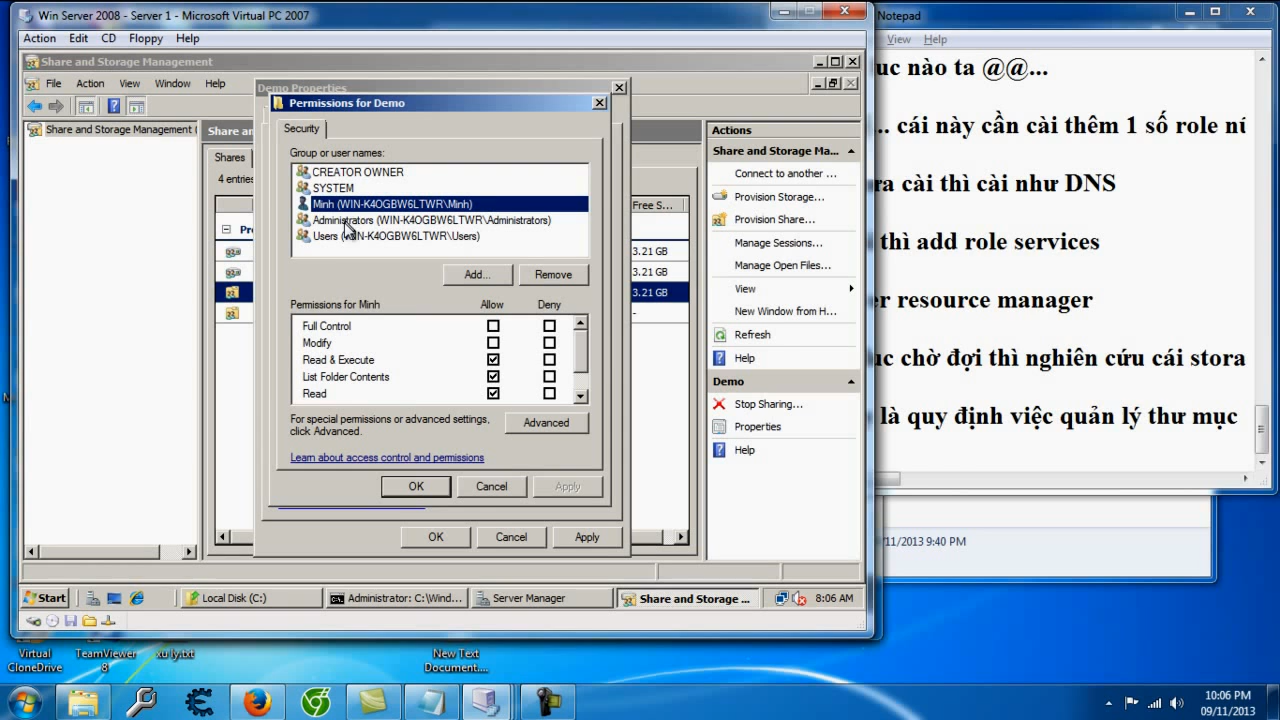 Win Server 2008 - Server 1 - Microsoft Virtual PC 2007
Action Edit CD Floppy Help
Share and Storage Management
File Action View Window Help
Share and Storage Management (
Share an
Shares
4 entries
Free S...
3.21 GB
3.21 GB
3.21 GB
-
Demo Properties
Permissions for Demo
Security
Group or user names:
CREATOR OWNER
SYSTEM
Minh (WIN-K4OGBW6LTWR\Minh)
Administrators (WIN-K4OGBW6LTWR\Administrators)
Users (WIN-K4OGBW6LTWR\Users)
Add... Remove
Permissions for Minh Allow Deny
Full Control
Modify
Read & Execute
List Folder Contents
Read
For special permissions or advanced settings,
click Advanced.
Advanced
Learn about access control and permissions
OK Cancel Apply
OK Cancel Apply
Actions
Share and Storage Ma...
Connect to another ...
Provision Storage...
Provision Share...
Manage Sessions...
Manage Open Files...
View
New Window from H...
Refresh
Help
Demo
Stop Sharing...
Properties
Help
Start Local Disk (C:) Administrator: C:\Wind... Server Manager Share and Storage ... 8:06 AM
Notepad
View Help
uc nào ta @@...
.. cái này cần cài thêm 1 số role
ra cài thì cài như DNS
thì add role services
er resource manager
uc chờ đợi thì nghiên cứu cái stora
là quy định việc quản lý thư mục
/11/2013 9:40 PM
Virtual
CloneDrive
TeamViewer
8
xu ly.txt
New Text
Document....
10:06 PM
09/11/2013